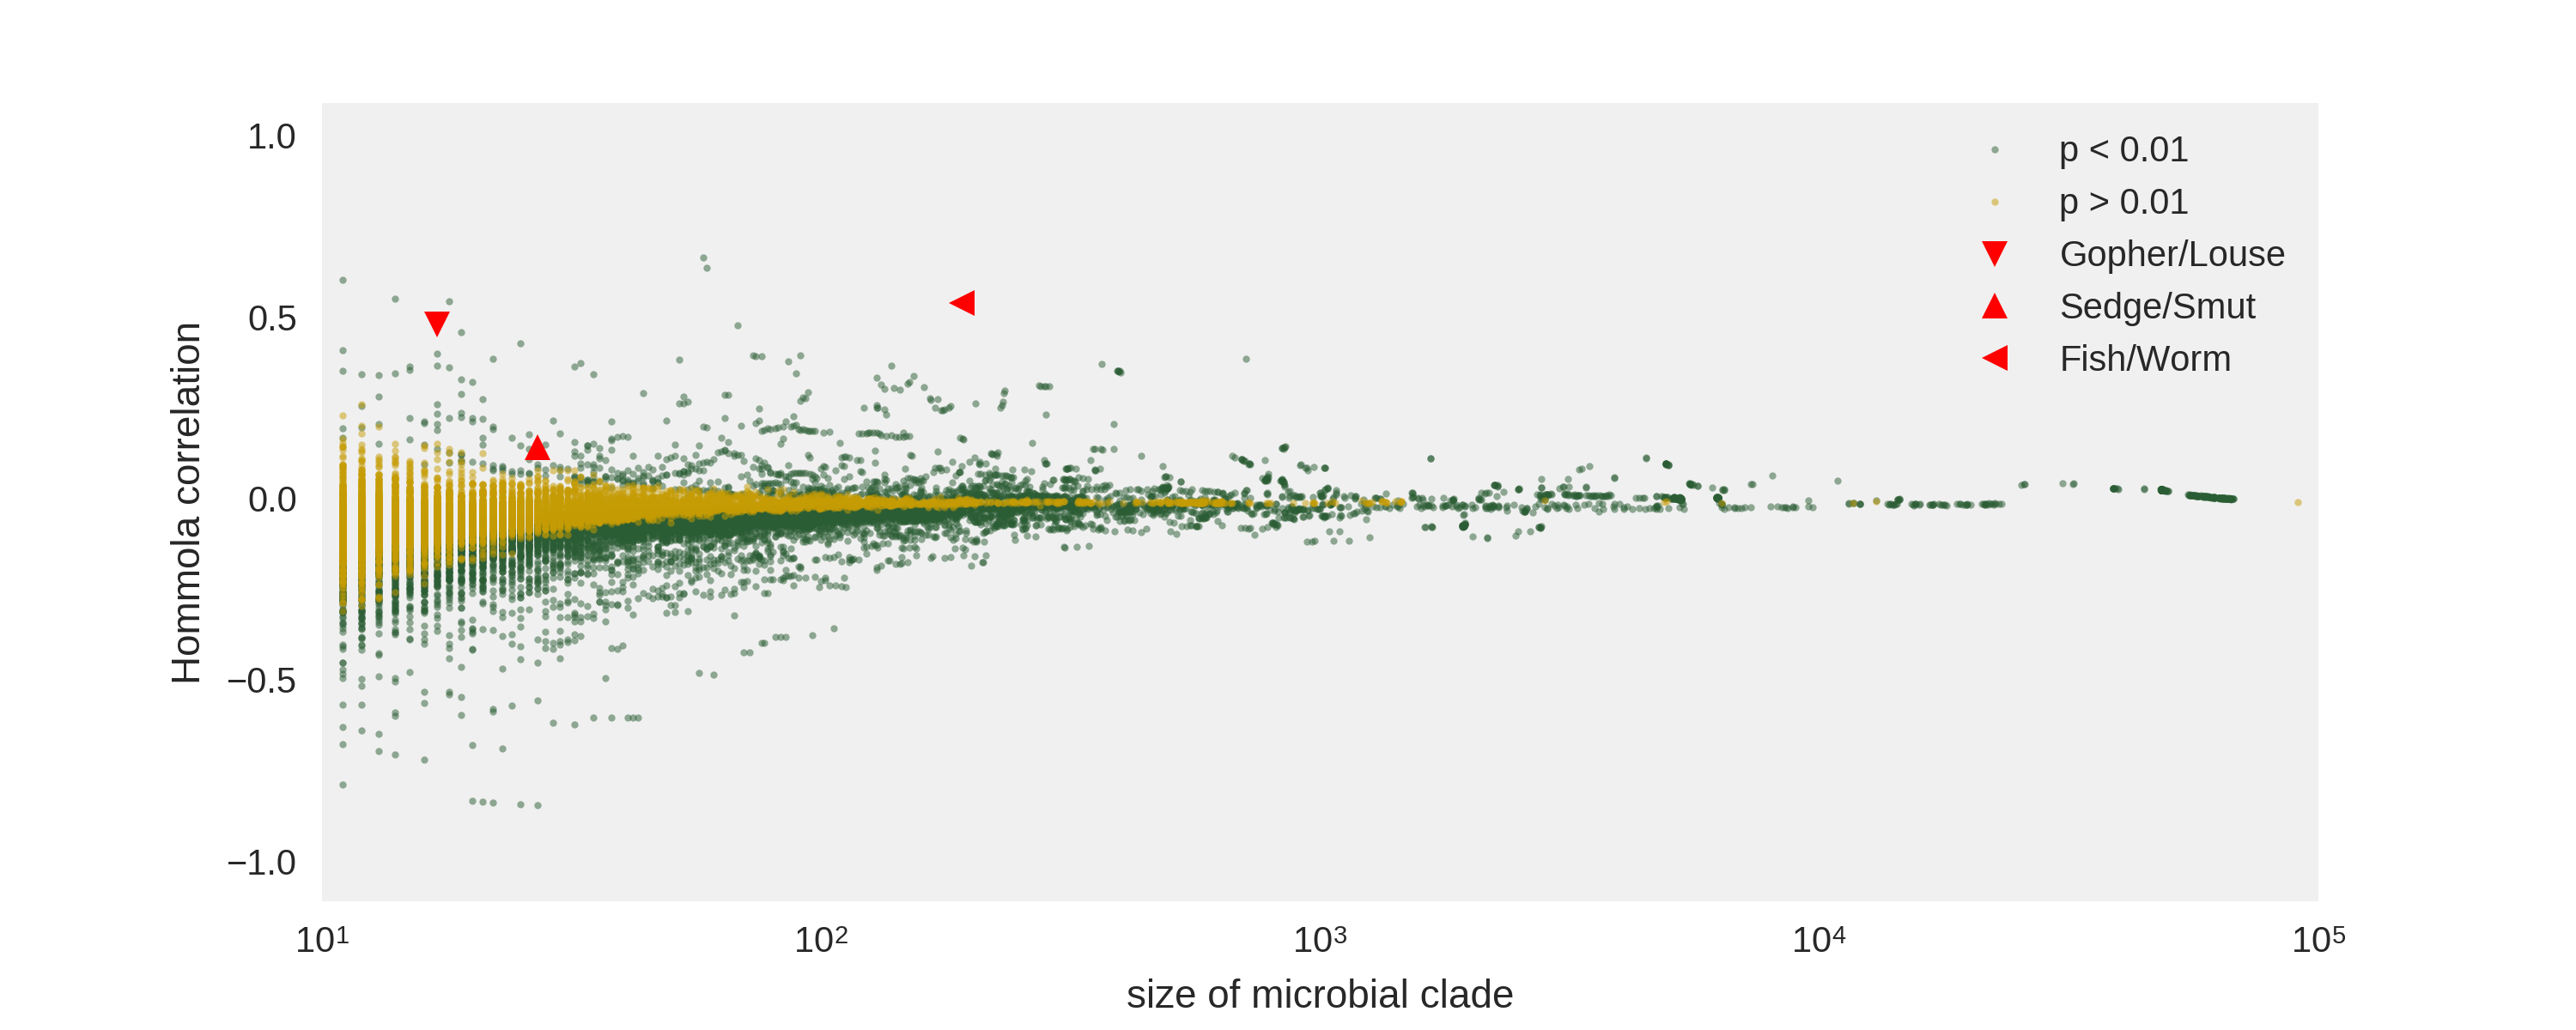 1.0
0.5
0.0
−0.5
−1.0
Hommola correlation
p < 0.01
p > 0.01
Gopher/Louse
Sedge/Smut
Fish/Worm
10¹ 10² 10³ 10⁴ 10⁵
size of microbial clade